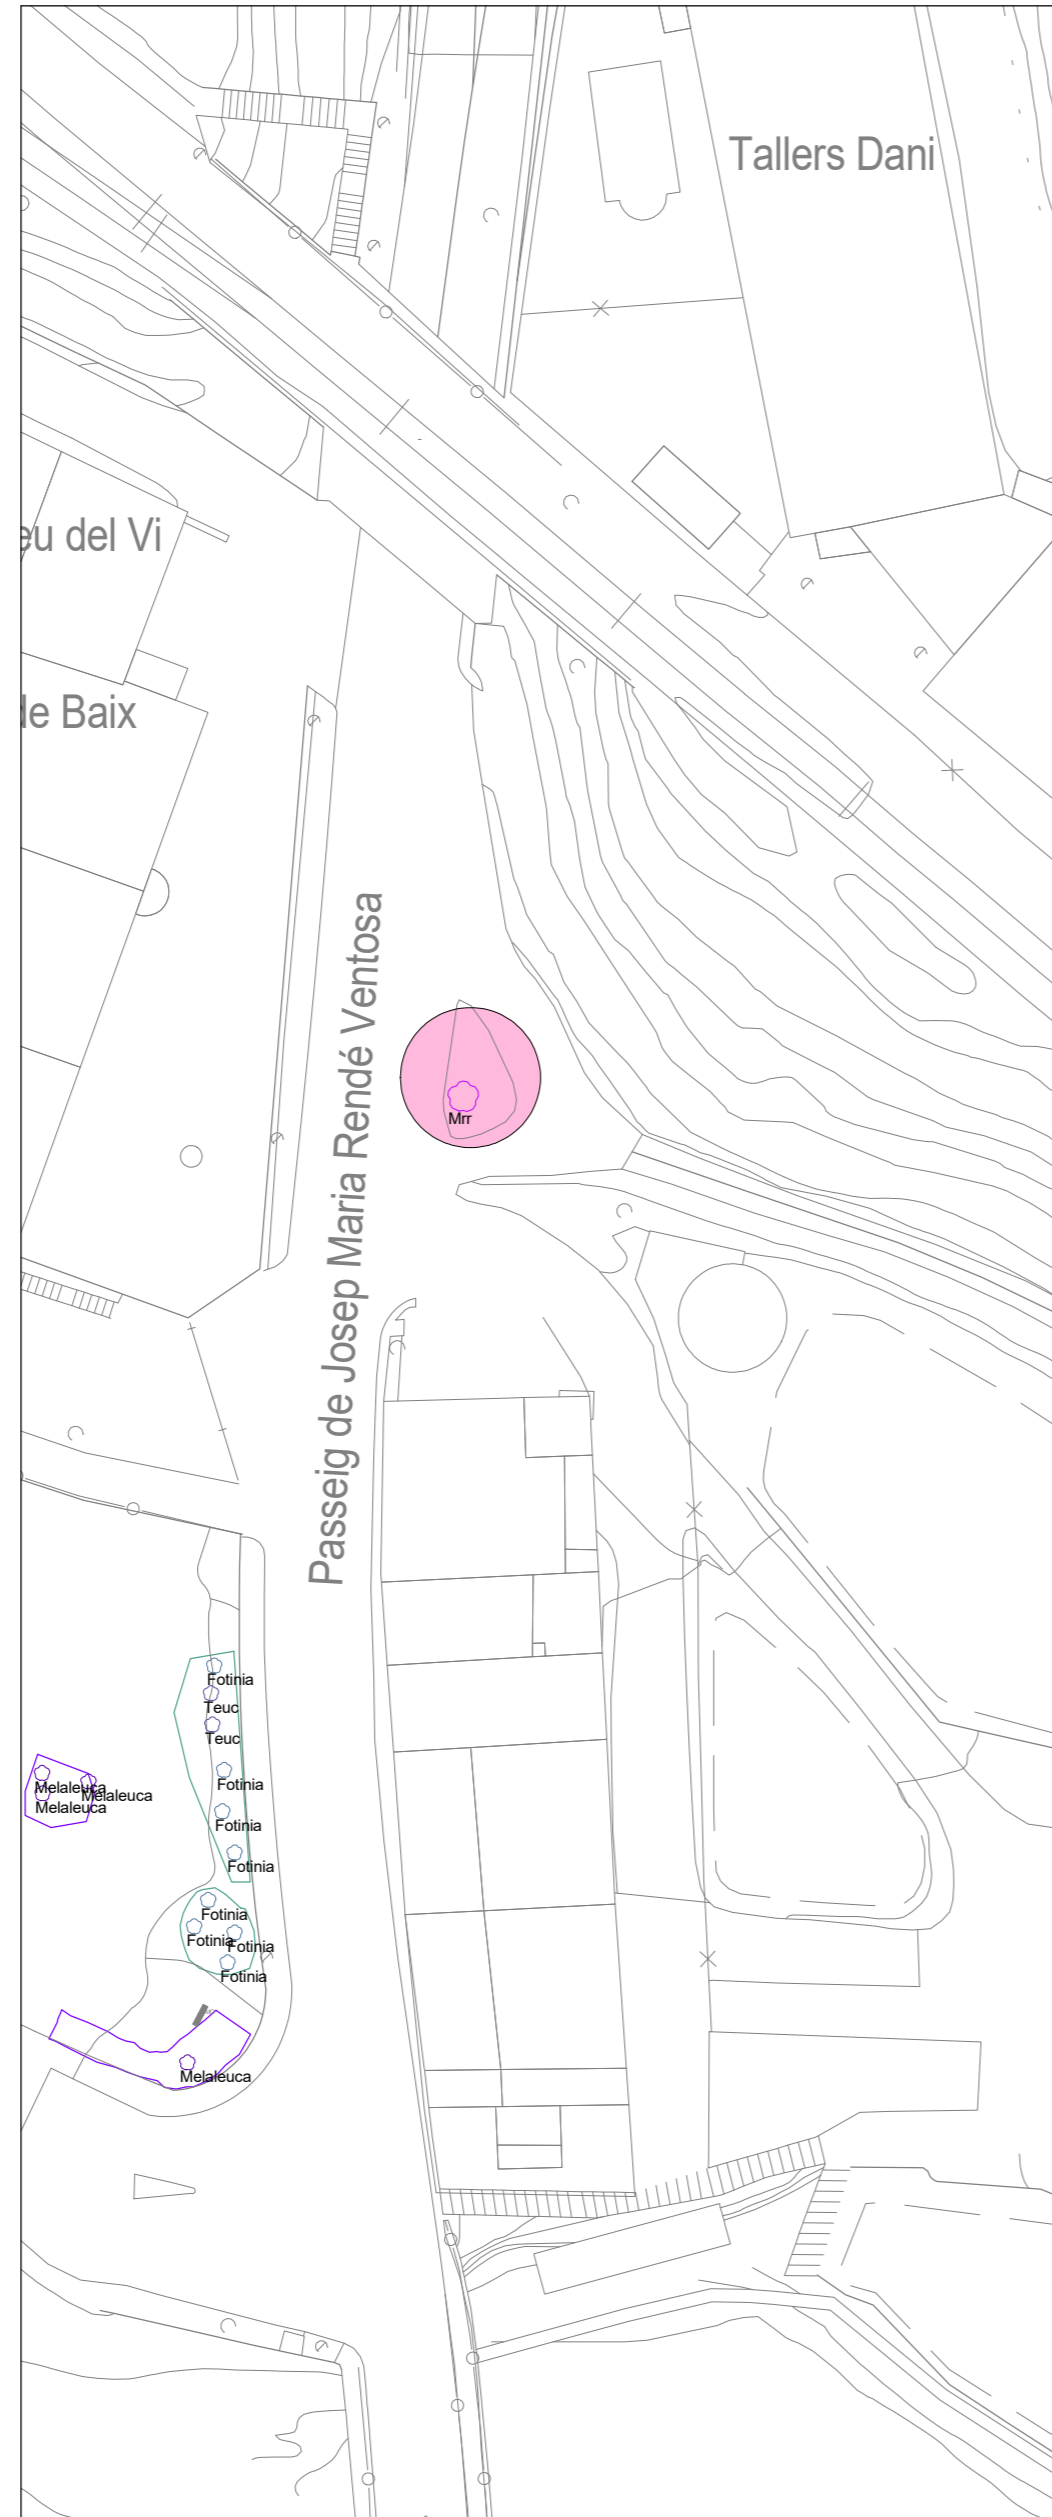 Tallers Dani
eu del Vi
de Baix
Passeig de Josep Maria Rendé Ventosa
Mrr
Fotinia
Teuc
Teuc
Fotinia
Melaleuca
Melaleuca
Melaleuca
Fotinia
Fotinia
Fotinia
Fotinia
Fotinia
Fotinia
Melaleuca